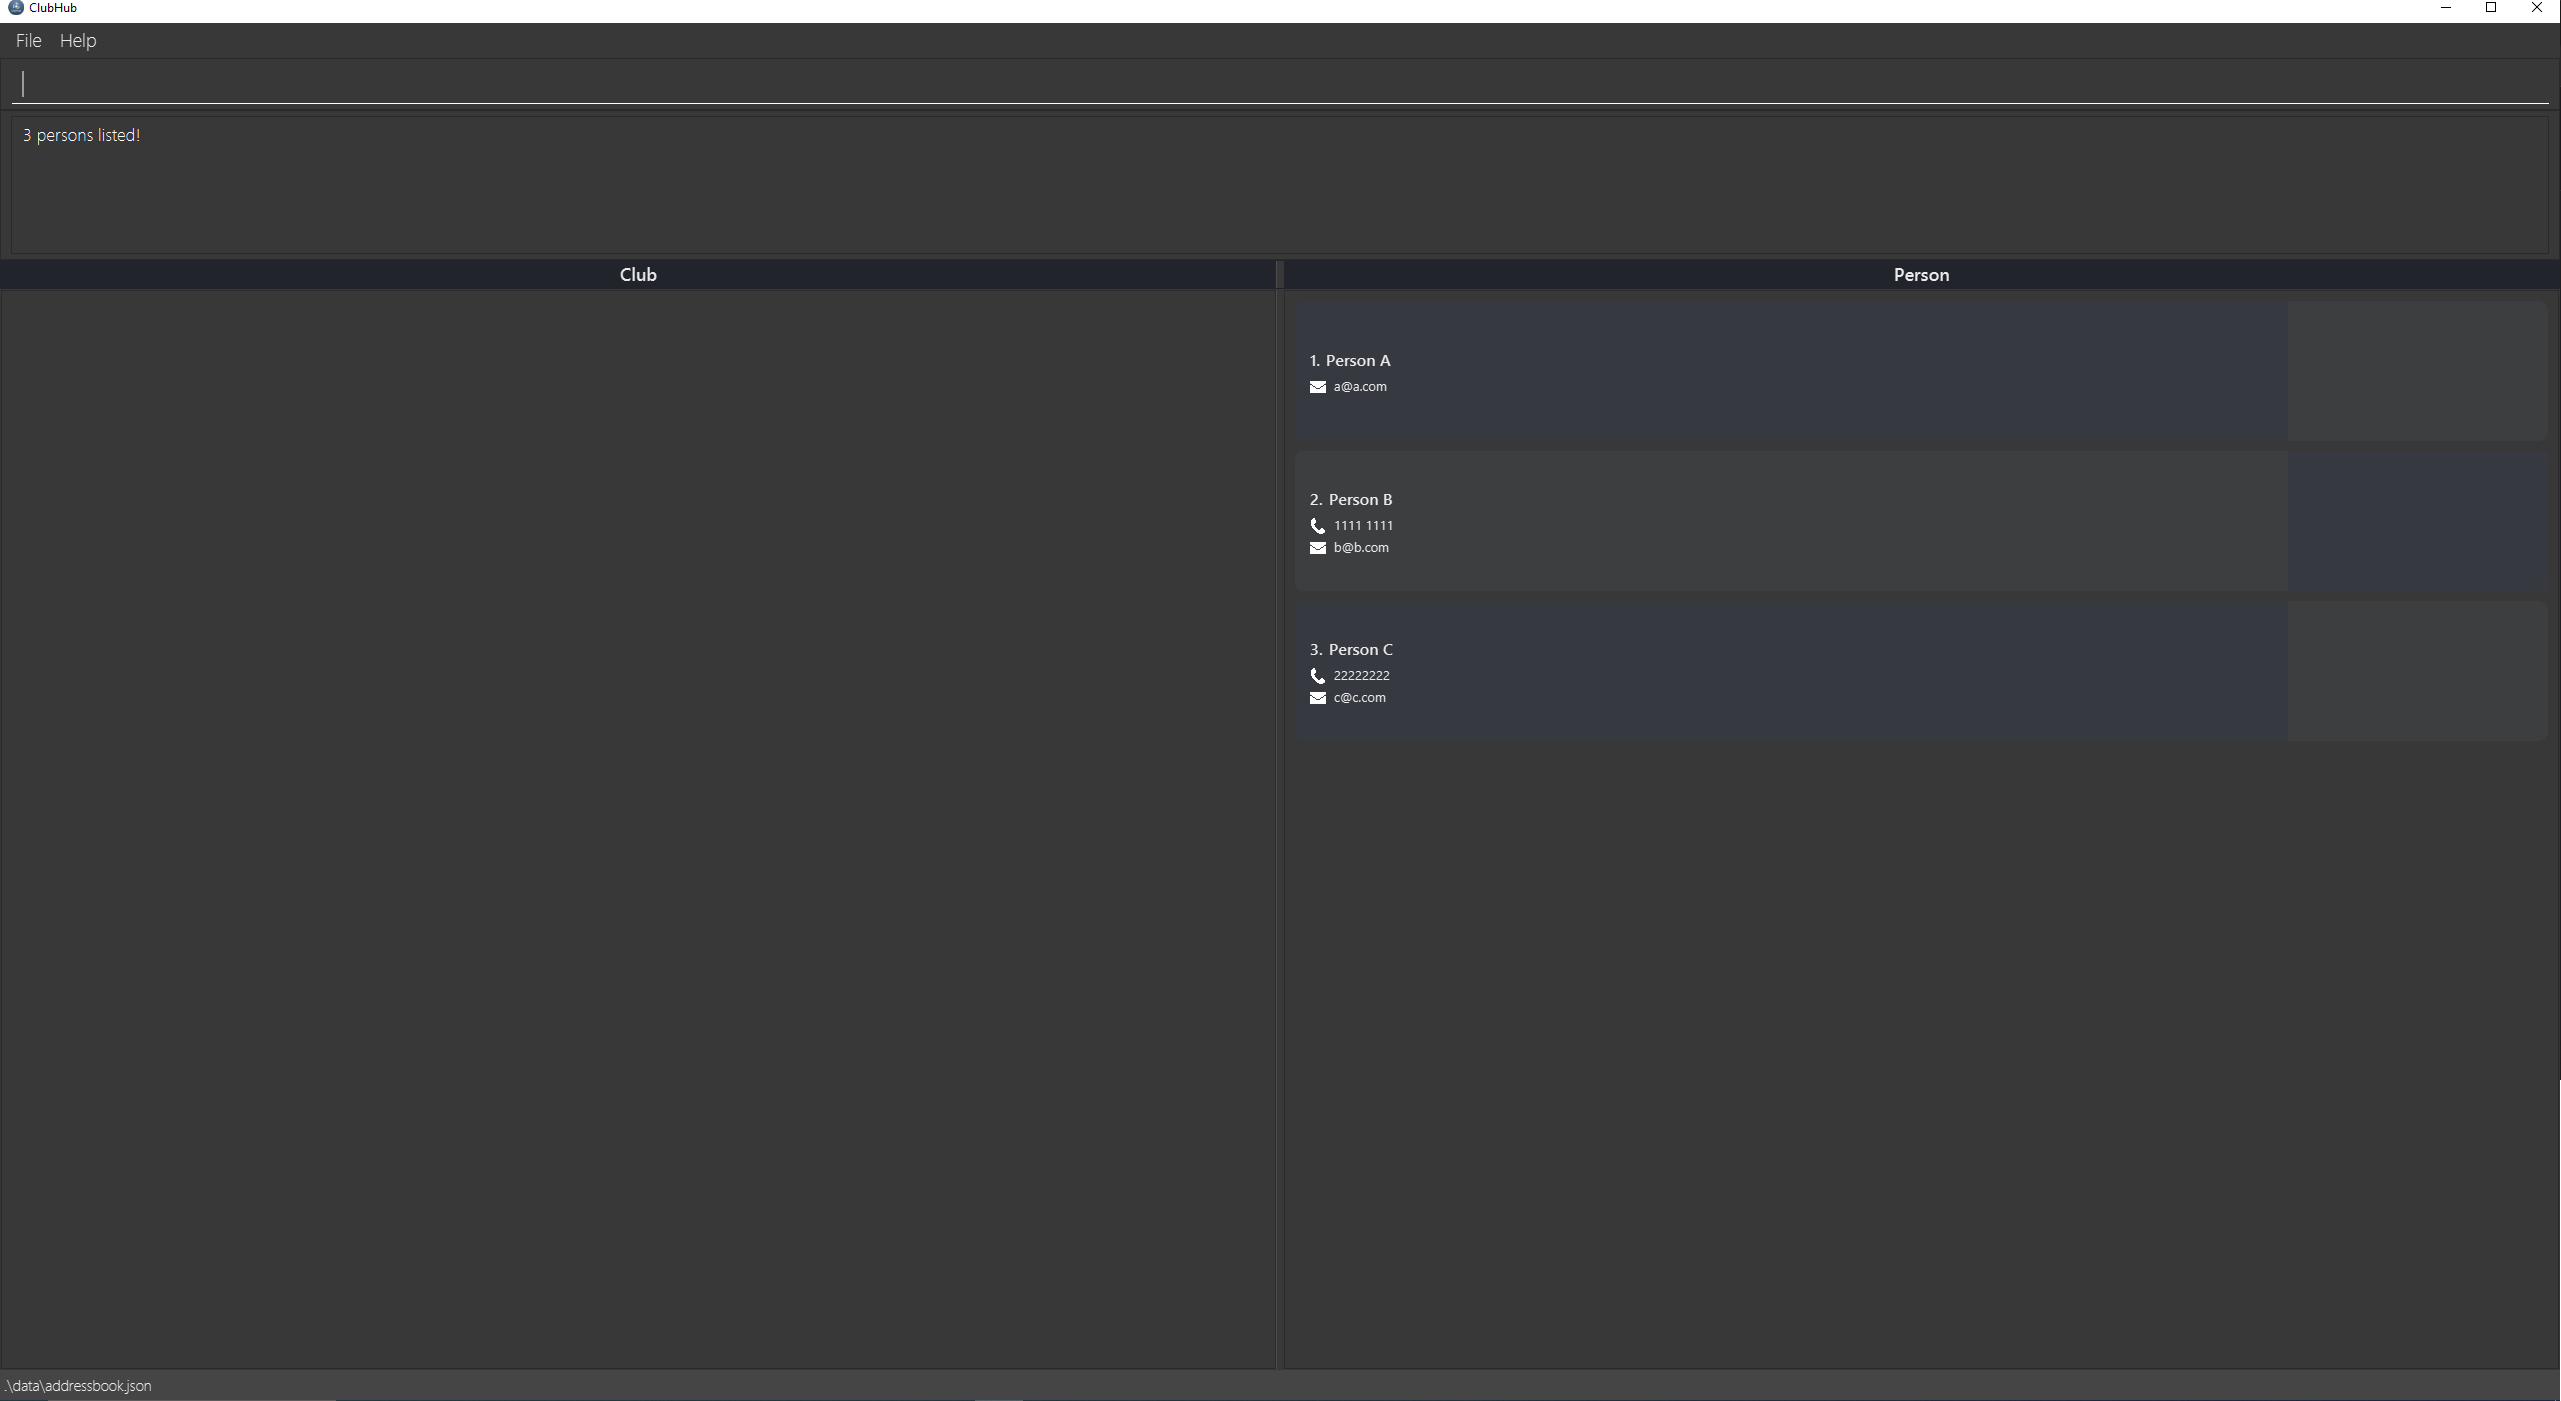 ClubHub
File Help
3 persons listed!
Club
Person
1. Person A
a@a.com
2. Person B
1111 1111
b@b.com
3. Person C
22222222
c@c.com
.\data\addressbook.json